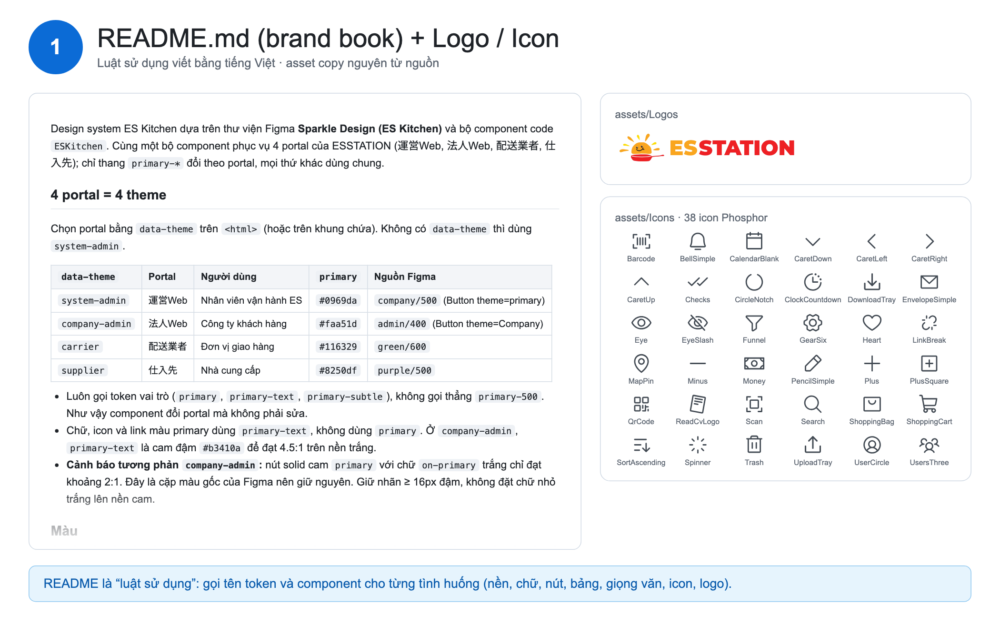 1
README.md (brand book) + Logo / Icon
Luật sử dụng viết bằng tiếng Việt · asset copy nguyên từ nguồn
Design system ES Kitchen dựa trên thư viện Figma Sparkle Design (ES Kitchen) và bộ component code
ESKitchen. Cùng một bộ component phục vụ 4 portal của ESSTATION (運営Web, 法人Web, 配送業者, 仕
入先); chỉ thang primary-* đổi theo portal, mọi thứ khác dùng chung.
4 portal = 4 theme
Chọn portal bằng data-theme trên <html> (hoặc trên khung chứa). Không có data-theme thì dùng
system-admin.
data-theme Portal Người dùng primary Nguồn Figma
system-admin 運営Web Nhân viên vận hành ES #0969da company/500 (Button theme=primary)
company-admin 法人Web Công ty khách hàng #faa51d admin/400 (Button theme=Company)
carrier 配送業者 Đơn vị giao hàng #116329 green/600
supplier 仕入先 Nhà cung cấp #8250df purple/500
• Luôn gọi token vai trò (primary, primary-text, primary-subtle), không gọi thẳng primary-500.
Như vậy component đổi portal mà không phải sửa.
• Chữ, icon và link màu primary dùng primary-text, không dùng primary. Ở company-admin,
primary-text là cam đậm #b3410a để đạt 4.5:1 trên nền trắng.
• Cảnh báo tương phản company-admin: nút solid cam primary với chữ on-primary trắng chỉ đạt
khoảng 2:1. Đây là cặp màu gốc của Figma nên giữ nguyên. Giữ nhãn ≥ 16px đậm, không đặt chữ nhỏ
trắng lên nền cam.
Màu
assets/Logos
ESSTATION
assets/Icons · 38 icon Phosphor
Barcode BellSimple CalendarBlank CaretDown CaretLeft CaretRight
CaretUp Checks CircleNotch ClockCountdown DownloadTray EnvelopeSimple
Eye EyeSlash Funnel GearSix Heart LinkBreak
MapPin Minus Money PencilSimple Plus PlusSquare
QrCode ReadCvLogo Scan Search ShoppingBag ShoppingCart
SortAscending Spinner Trash UploadTray UserCircle UsersThree
README là “luật sử dụng”: gọi tên token và component cho từng tình huống (nền, chữ, nút, bảng, giọng văn, icon, logo).